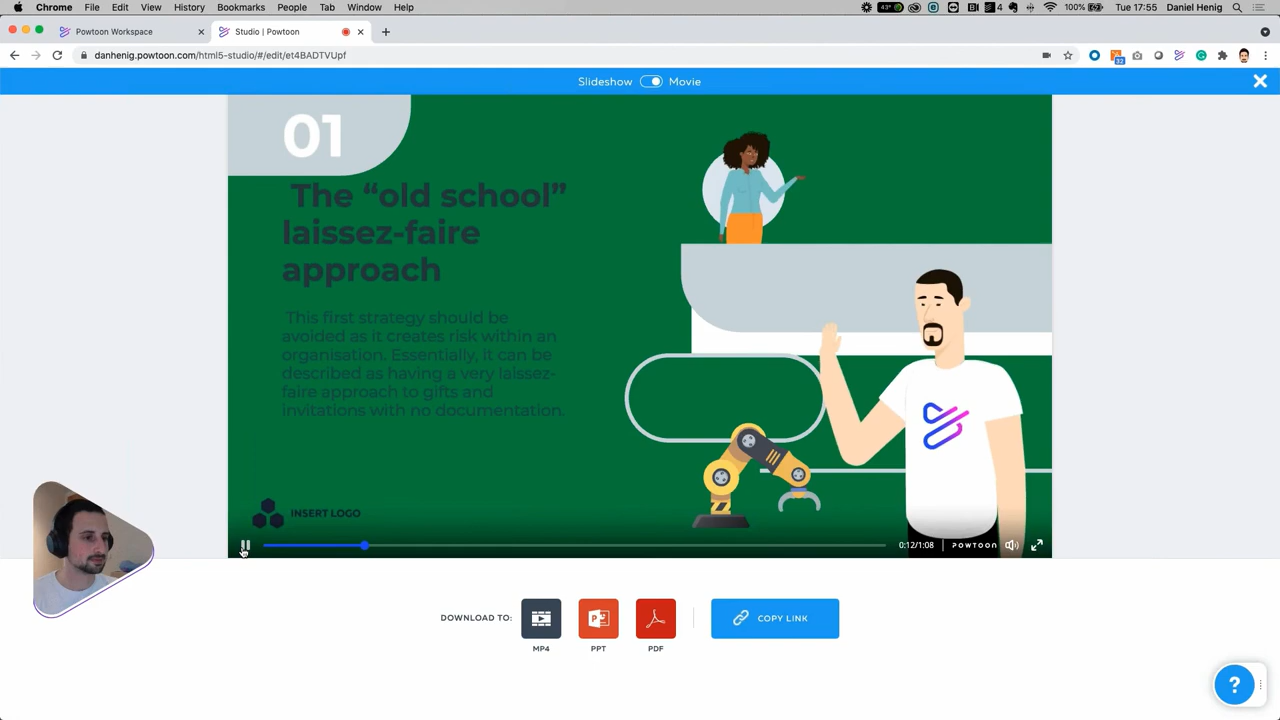 Chrome File Edit View History Bookmarks People Tab Window Help 43° 4 100% Tue 17:55 Daniel Henig
Powtoon Workspace Studio | Powtoon
danhenig.powtoon.com/html5-studio/#/edit/et4BADTVUpf 32
Slideshow Movie
01
The “old school”
laissez-faire
approach
This first strategy should be
avoided as it creates risk within an
organisation. Essentially, it can be
described as having a very laissez-
faire approach to gifts and
invitations with no documentation.
INSERT LOGO
0:12/1:08 POWTOON
DOWNLOAD TO: COPY LINK
MP4 PPT PDF
?